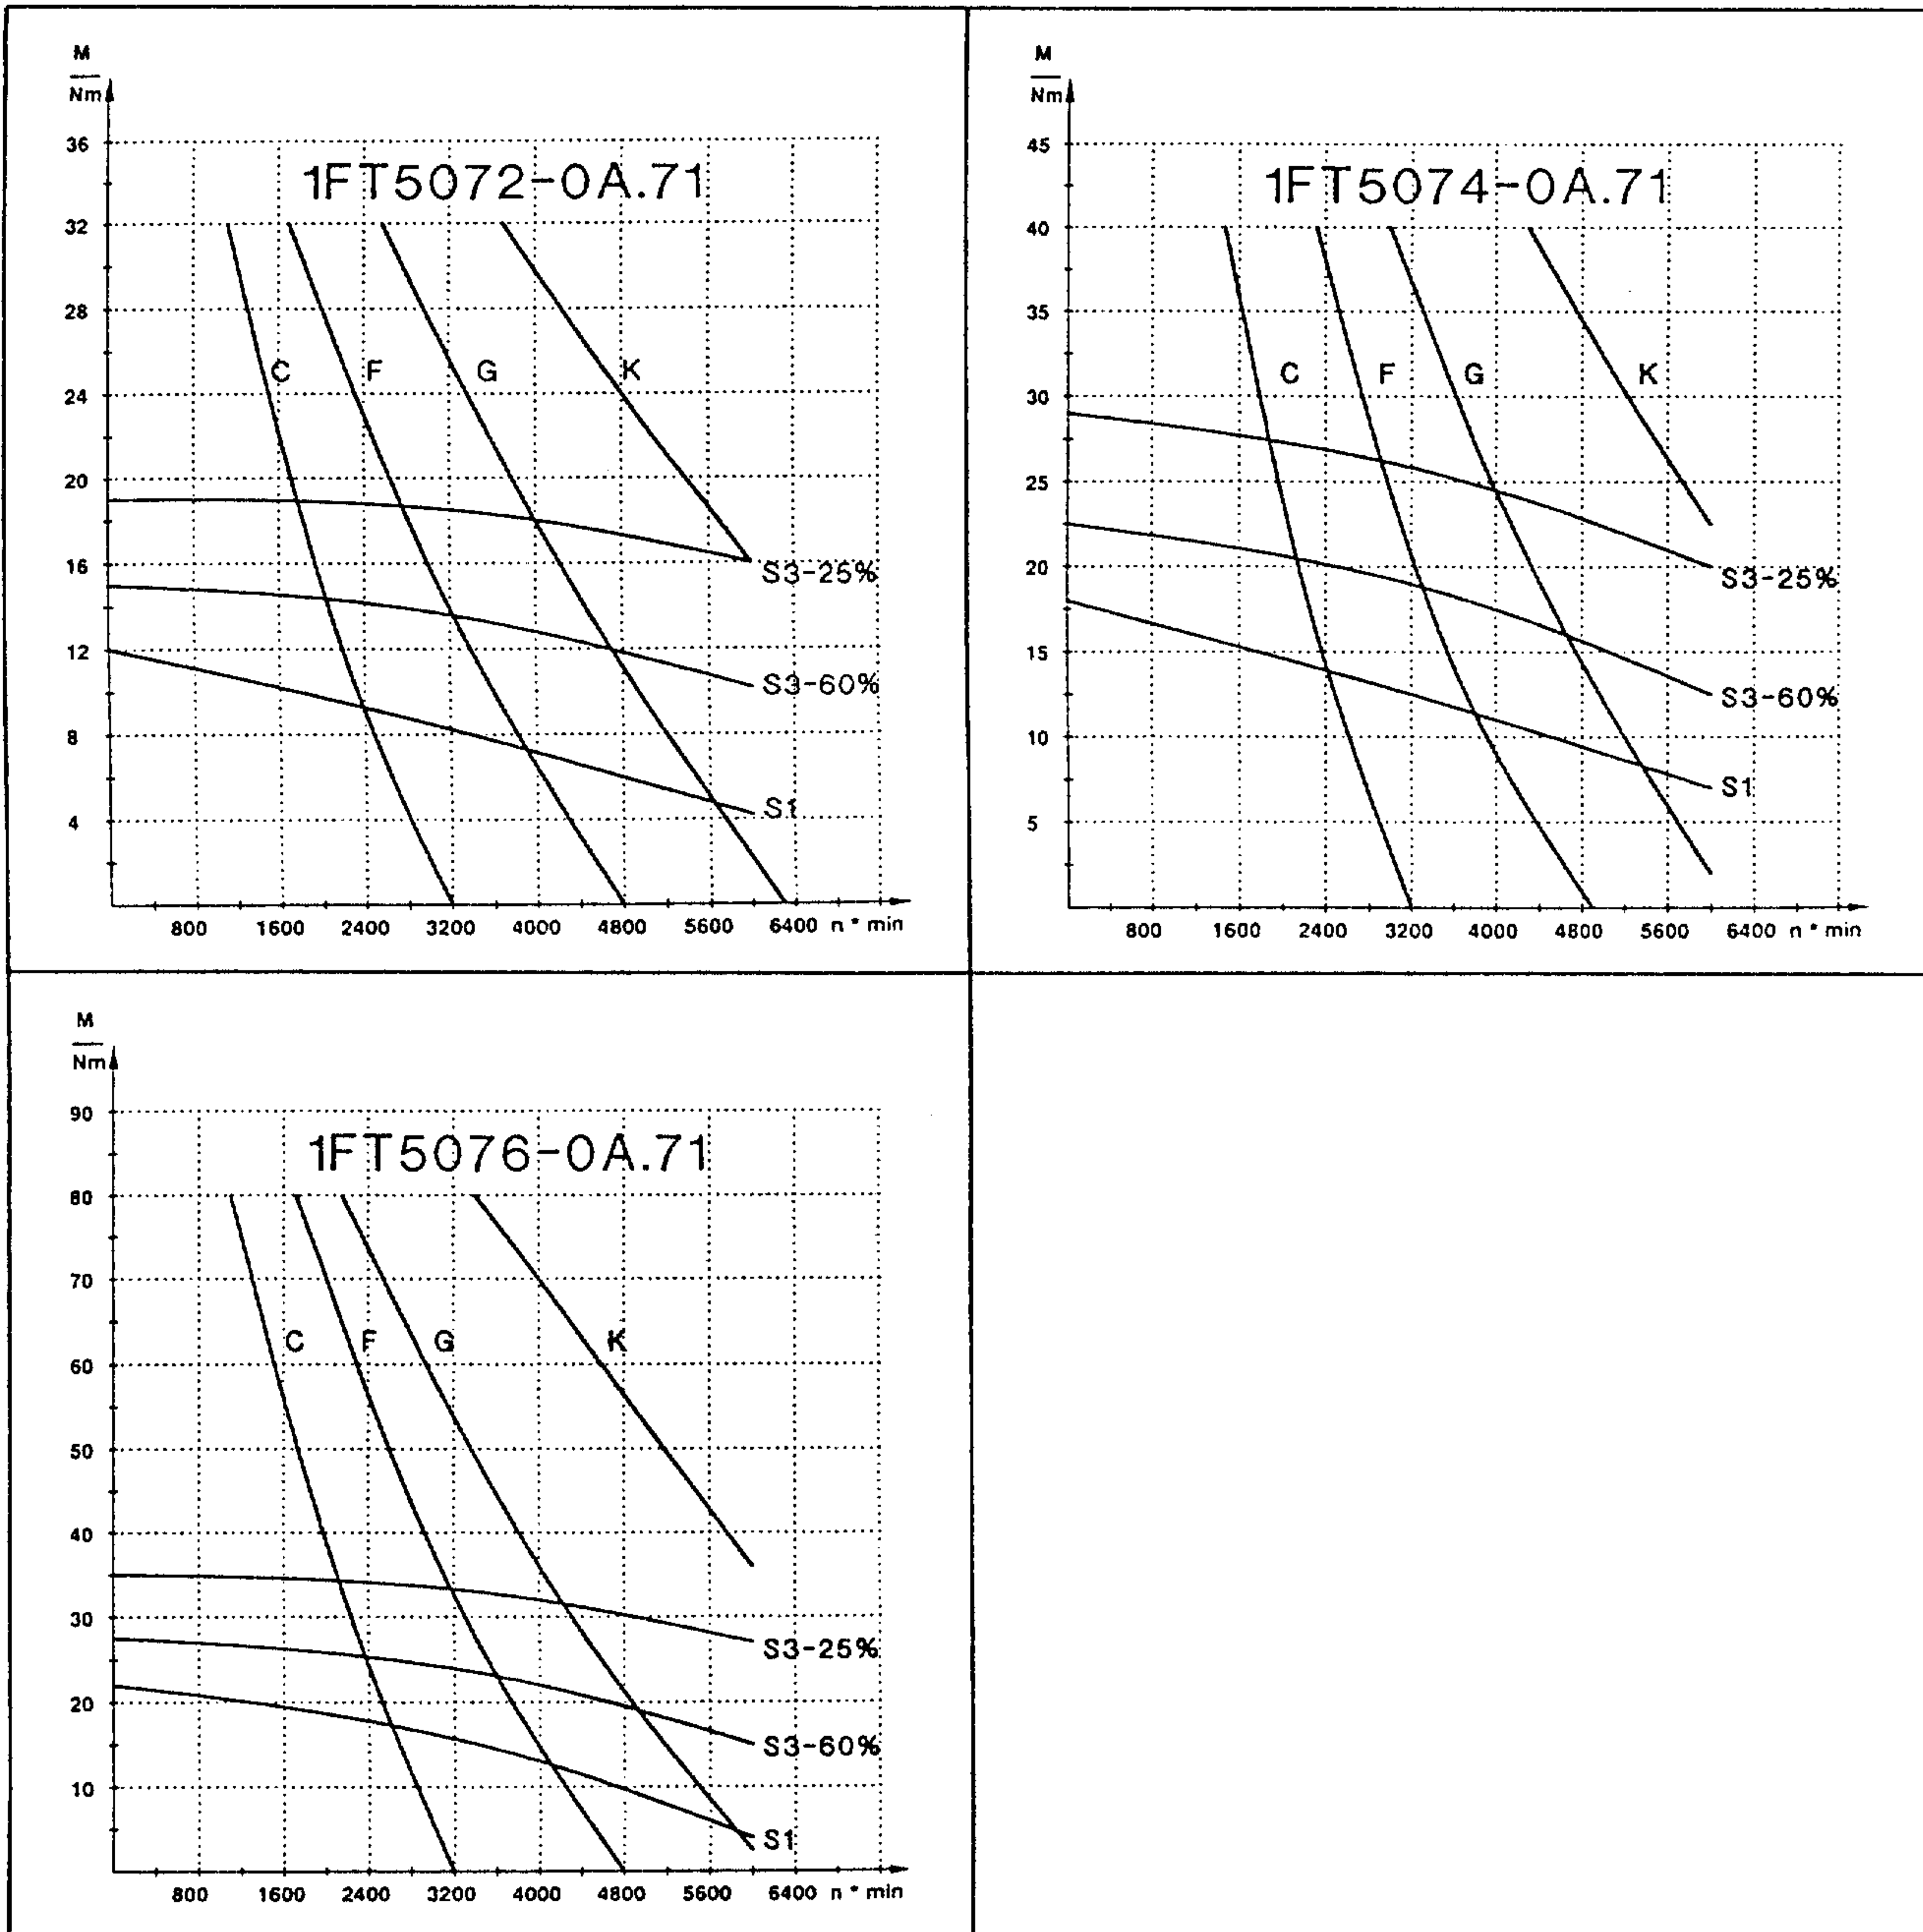 M
Nm
1FT5072-0A.71
36
32
28
24
20
16
12
8
4
C F G K
S3-25%
S3-60%
S1
800 1600 2400 3200 4000 4800 5600 6400 n * min
M
Nm
1FT5074-0A.71
45
40
35
30
25
20
15
10
5
C F G K
S3-25%
S3-60%
S1
800 1600 2400 3200 4000 4800 5600 6400 n * min
M
Nm
1FT5076-0A.71
90
80
70
60
50
40
30
20
10
C F G K
S3-25%
S3-60%
S1
800 1600 2400 3200 4000 4800 5600 6400 n * min